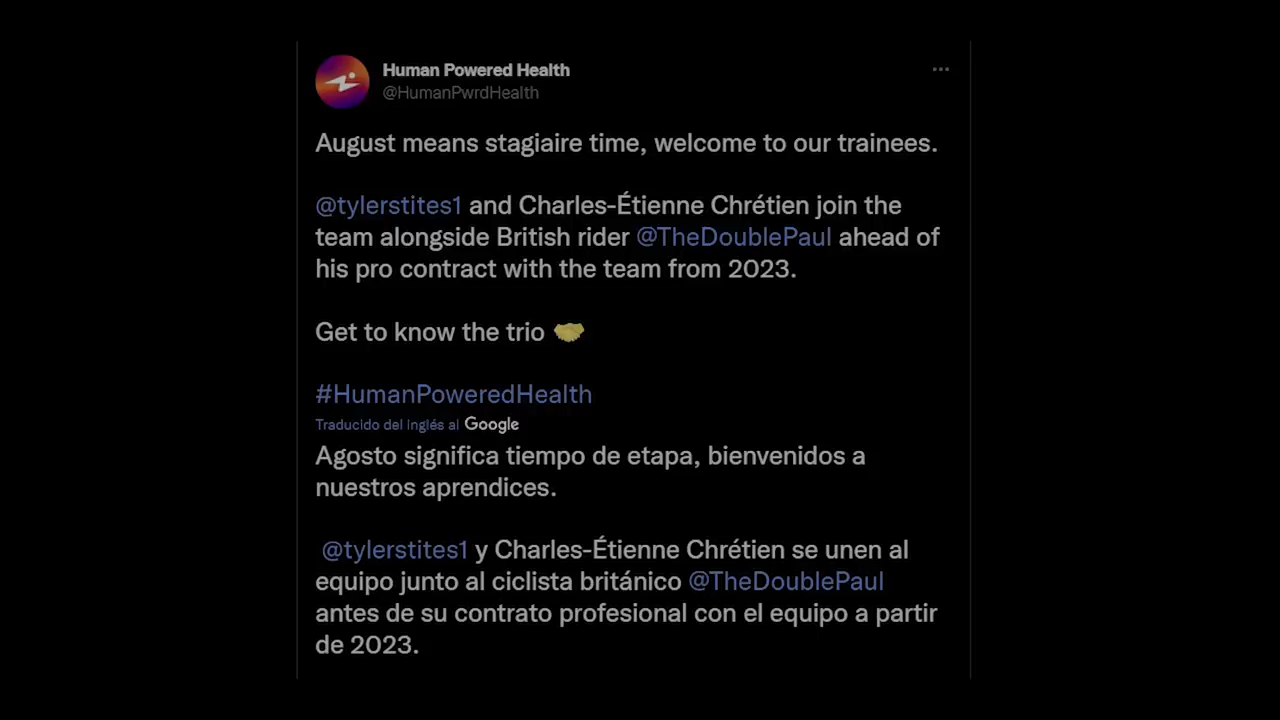 Human Powered Health
@HumanPwrdHealth
August means stagiaire time, welcome to our trainees.
@tylerstites1 and Charles-Étienne Chrétien join the
team alongside British rider @TheDoublePaul ahead of
his pro contract with the team from 2023.
Get to know the trio
#HumanPoweredHealth
Traducido del inglés al Google
Agosto significa tiempo de etapa, bienvenidos a
nuestros aprendices.
@tylerstites1 y Charles-Étienne Chrétien se unen al
equipo junto al ciclista británico @TheDoublePaul
antes de su contrato profesional con el equipo a partir
de 2023.